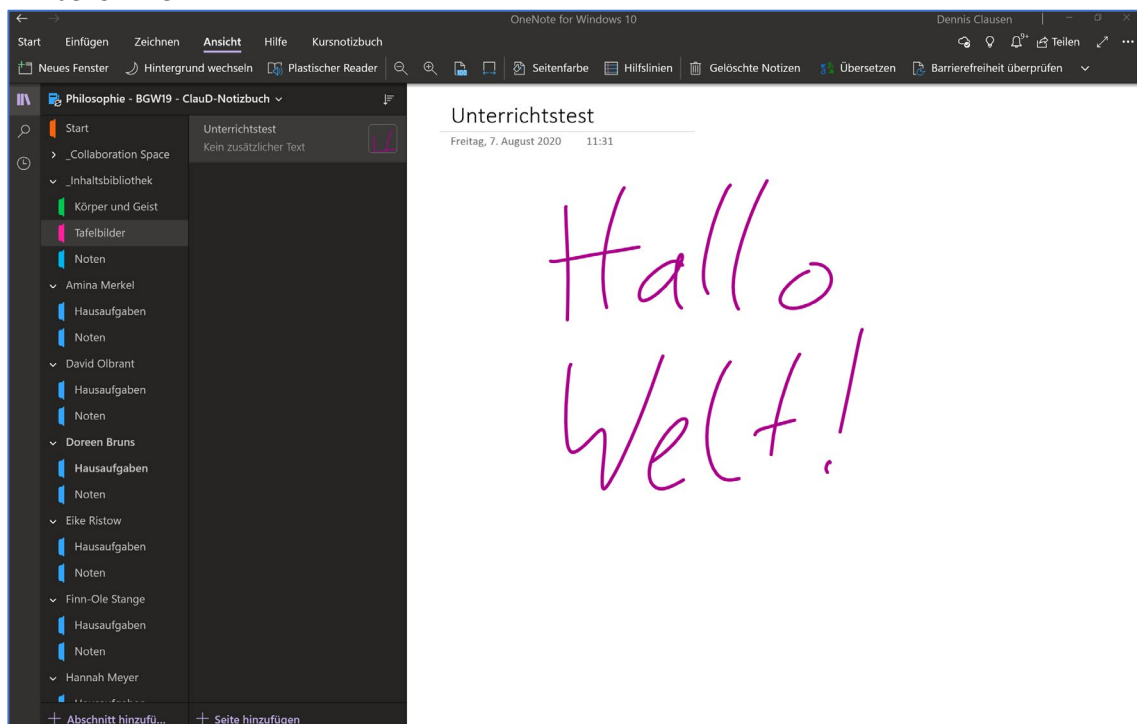 OneNote for Windows 10
Dennis Clausen
Start Einfügen Zeichnen Ansicht Hilfe Kursnotizbuch
9+ Teilen
Neues Fenster Hintergrund wechseln Plastischer Reader 100 Seitenfarbe Hilfslinien Gelöschte Notizen Übersetzen Barrierefreiheit überprüfen
Philosophie - BGW19 - ClauD-Notizbuch
Start
_Collaboration Space
_Inhaltsbibliothek
Körper und Geist
Tafelbilder
Noten
Amina Merkel
Hausaufgaben
Noten
David Olbrant
Hausaufgaben
Noten
Doreen Bruns
Hausaufgaben
Noten
Eike Ristow
Hausaufgaben
Noten
Finn-Ole Stange
Hausaufgaben
Noten
Hannah Meyer
Abschnitt hinzufü...
Unterrichtstest
Kein zusätzlicher Text
Seite hinzufügen
Unterrichtstest
Freitag, 7. August 2020 11:31
Hallo
Welt!